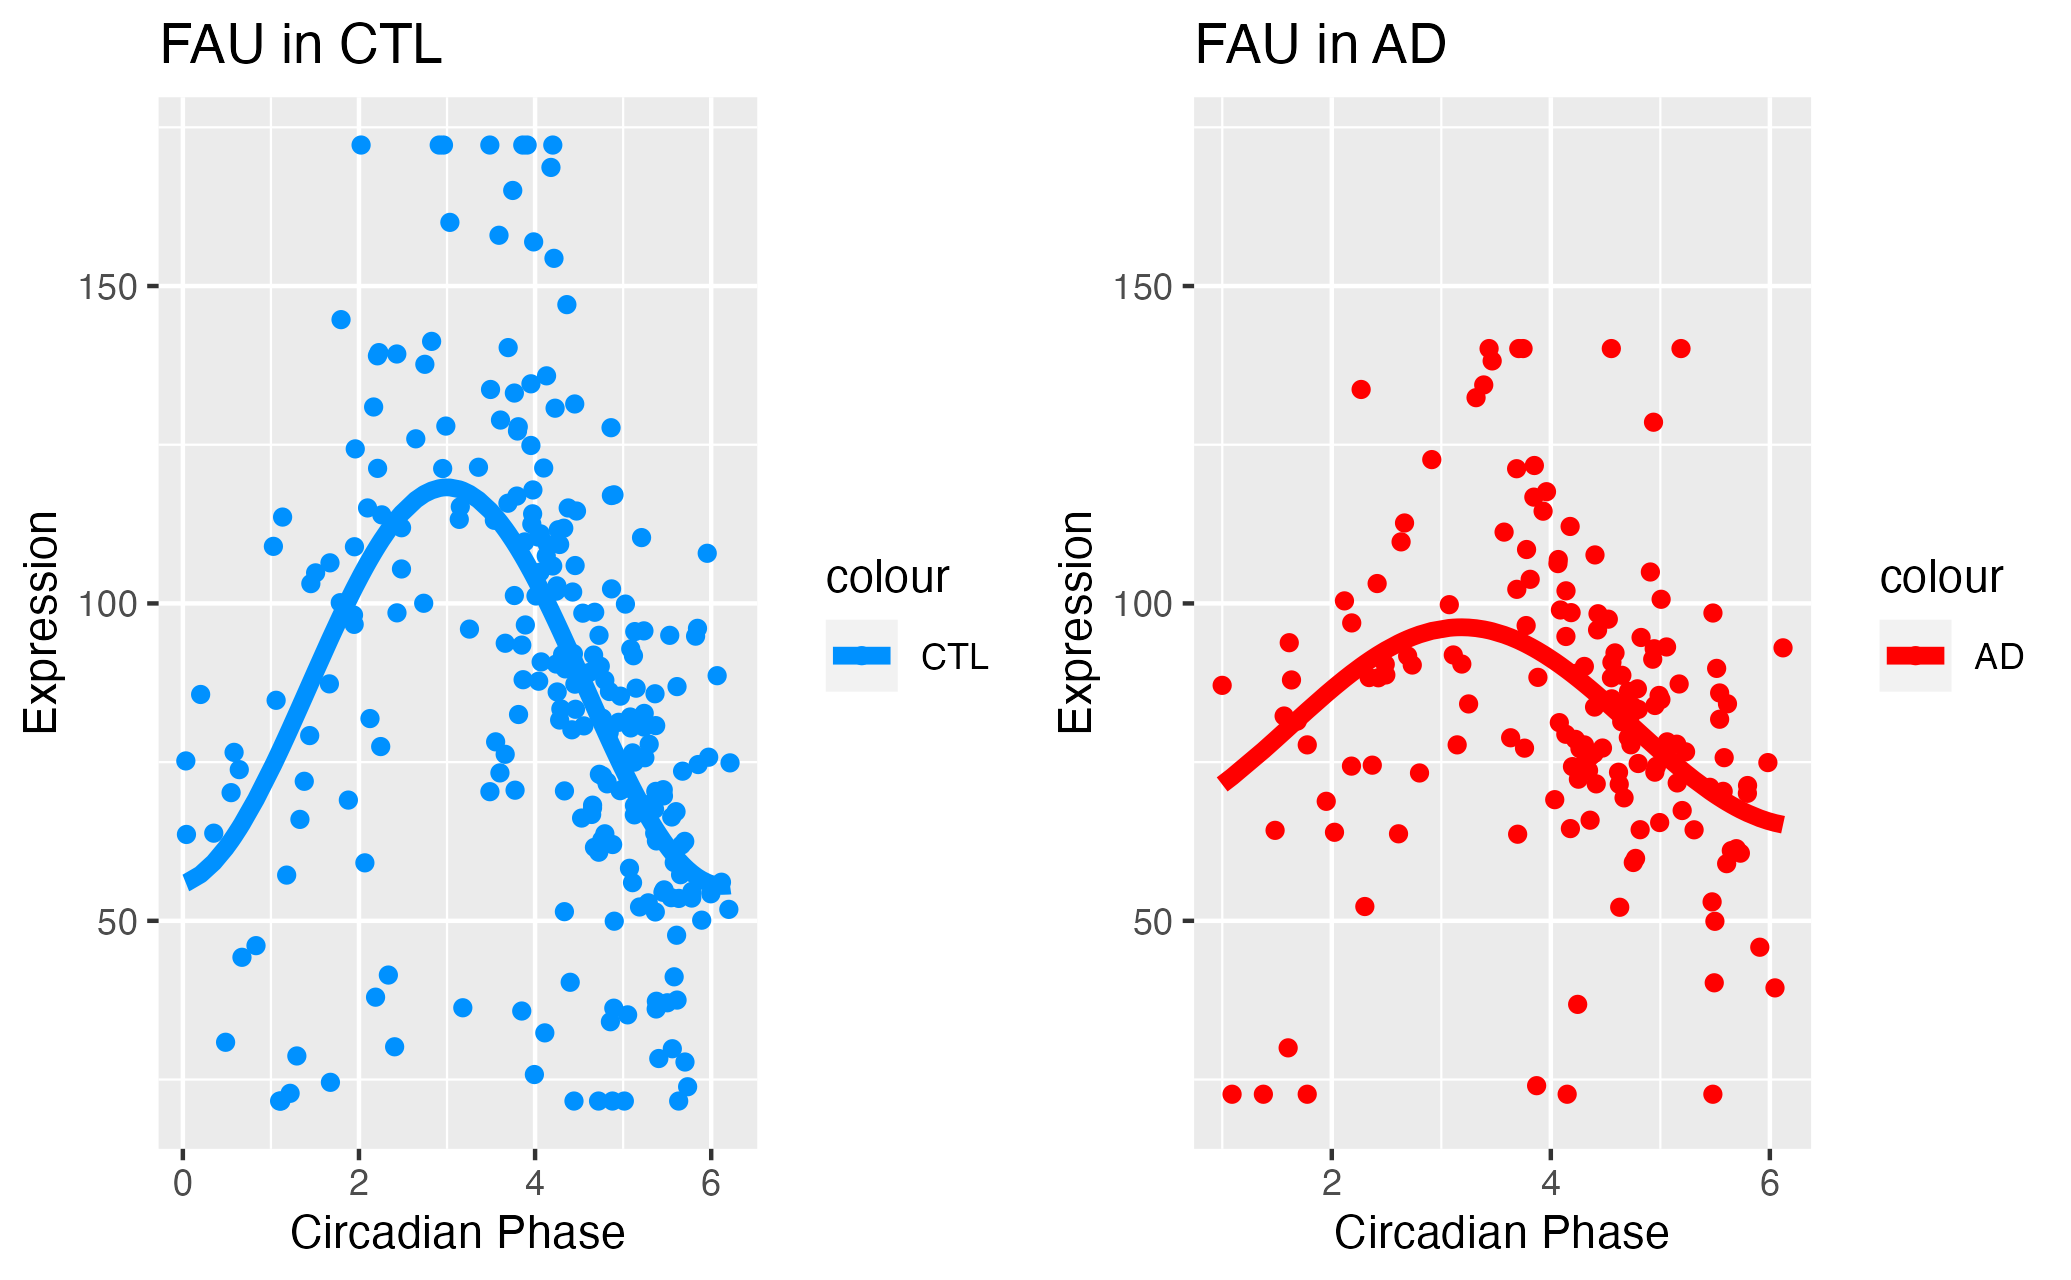 FAU in CTL
Expression
150
100
50
0 2 4 6
Circadian Phase
colour
CTL
FAU in AD
Expression
150
100
50
2 4 6
Circadian Phase
colour
AD